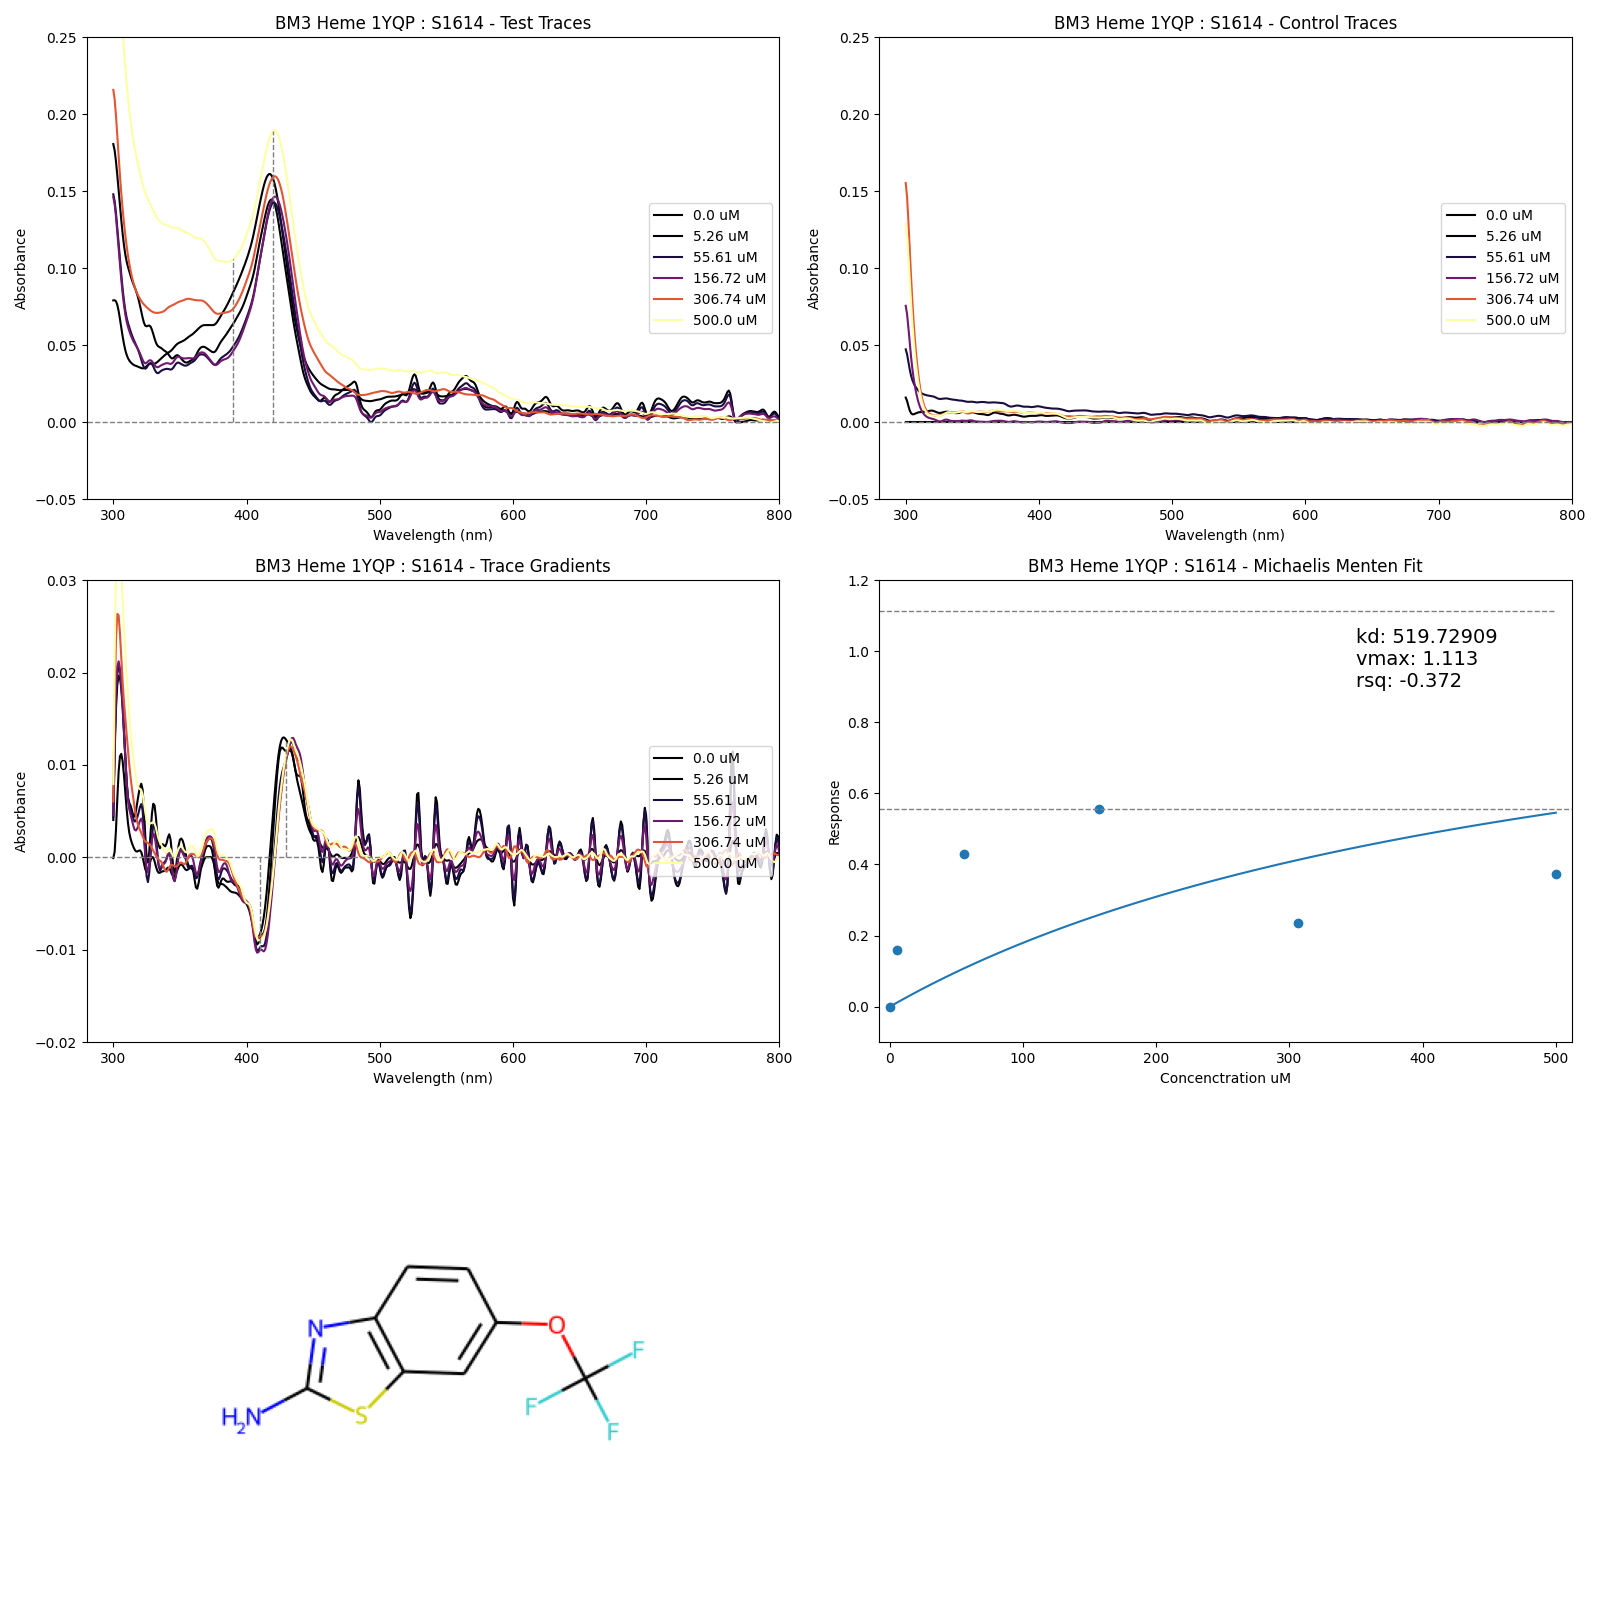 BM3 Heme 1YQP : S1614 - Test Traces
0.25
0.20
0.15
0.10
0.05
0.00
−0.05
Absorbance
300 400 500 600 700 800
Wavelength (nm)
0.0 uM
5.26 uM
55.61 uM
156.72 uM
306.74 uM
500.0 uM
BM3 Heme 1YQP : S1614 - Control Traces
0.25
0.20
0.15
0.10
0.05
0.00
−0.05
Absorbance
300 400 500 600 700 800
Wavelength (nm)
0.0 uM
5.26 uM
55.61 uM
156.72 uM
306.74 uM
500.0 uM
BM3 Heme 1YQP : S1614 - Trace Gradients
0.03
0.02
0.01
0.00
−0.01
−0.02
Absorbance
300 400 500 600 700 800
Wavelength (nm)
0.0 uM
5.26 uM
55.61 uM
156.72 uM
306.74 uM
500.0 uM
BM3 Heme 1YQP : S1614 - Michaelis Menten Fit
1.2
1.0
0.8
0.6
0.4
0.2
0.0
Response
0 100 200 300 400 500
Concenctration uM
kd: 519.72909
vmax: 1.113
rsq: -0.372
N
H2N
S
O
F
F
F